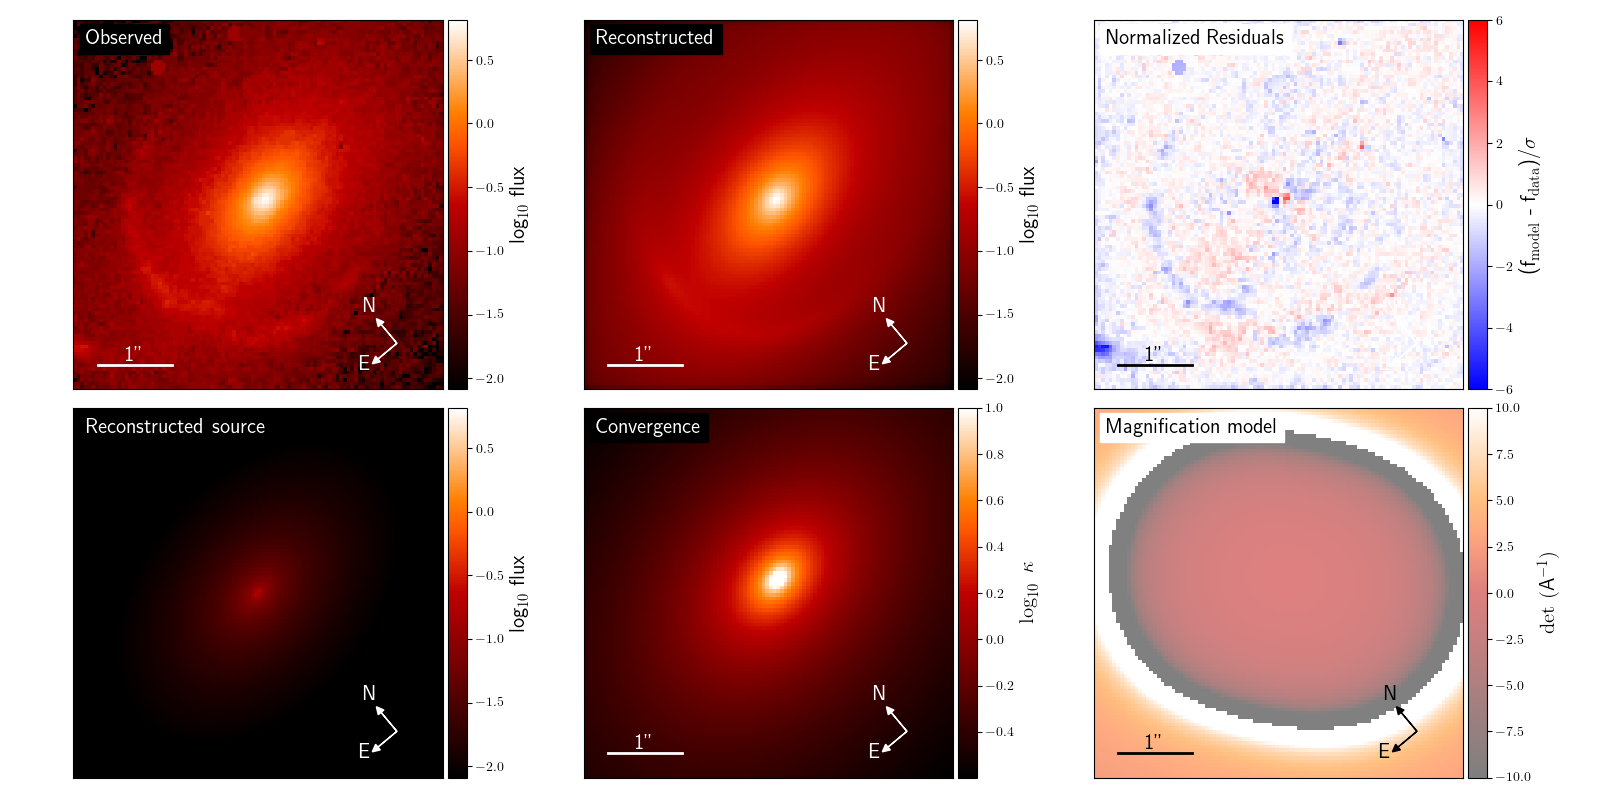 Observed
0.5
0.0
−0.5
−1.0
−1.5
−2.0
log10 flux
N
E
1"
Reconstructed
0.5
0.0
−0.5
−1.0
−1.5
−2.0
log10 flux
N
E
1"
Normalized Residuals
6
4
2
0
−2
−4
−6
(fmodel - fdata)/σ
1"
Reconstructed source
0.5
0.0
−0.5
−1.0
−1.5
−2.0
log10 flux
N
E
Convergence
1.0
0.8
0.6
0.4
0.2
0.0
−0.2
−0.4
log10 κ
N
E
1"
Magnification model
10.0
7.5
5.0
2.5
0.0
−2.5
−5.0
−7.5
−10.0
det (A−1)
N
E
1"